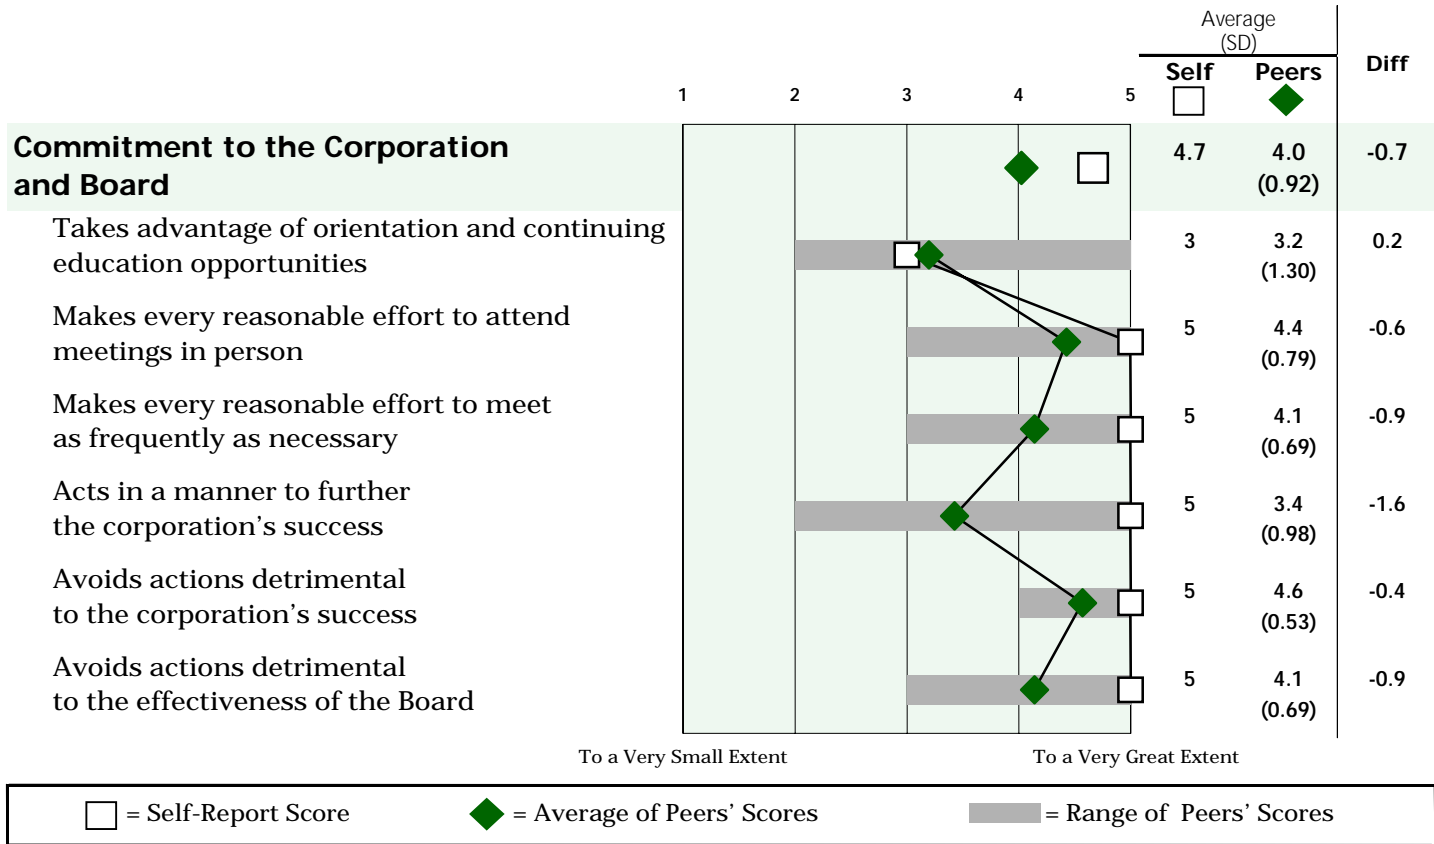 Average
(SD)
Self Peers Diff
1 2 3 4 5
Commitment to the Corporation
and Board
4.7 4.0 -0.7
(0.92)
Takes advantage of orientation and continuing
education opportunities
3 3.2 0.2
(1.30)
Makes every reasonable effort to attend
meetings in person
5 4.4 -0.6
(0.79)
Makes every reasonable effort to meet
as frequently as necessary
5 4.1 -0.9
(0.69)
Acts in a manner to further
the corporation’s success
5 3.4 -1.6
(0.98)
Avoids actions detrimental
to the corporation’s success
5 4.6 -0.4
(0.53)
Avoids actions detrimental
to the effectiveness of the Board
5 4.1 -0.9
(0.69)
To a Very Small Extent To a Very Great Extent
= Self-Report Score = Average of Peers’ Scores = Range of Peers’ Scores